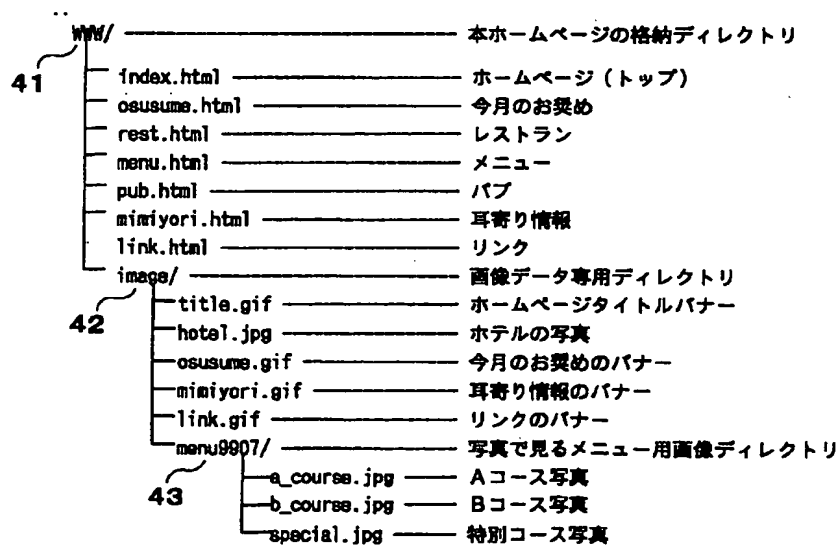 WWW/ 本ホームページの格納ディレクトリ
41
index.html ホームページ(トップ)
osusume.html 今月のお奨め
rest.html レストラン
menu.html メニュー
pub.html パブ
mimiyori.html 耳寄り情報
link.html リンク
image/ 画像データ専用ディレクトリ
42
title.gif ホームページタイトルバナー
hotel.jpg ホテルの写真
osusume.gif 今月のお奨めのバナー
mimiyori.gif 耳寄り情報のバナー
link.gif リンクのバナー
menu9907/ 写真で見るメニュー用画像ディレクトリ
43
a_course.jpg Aコース写真
b_course.jpg Bコース写真
special.jpg 特別コース写真